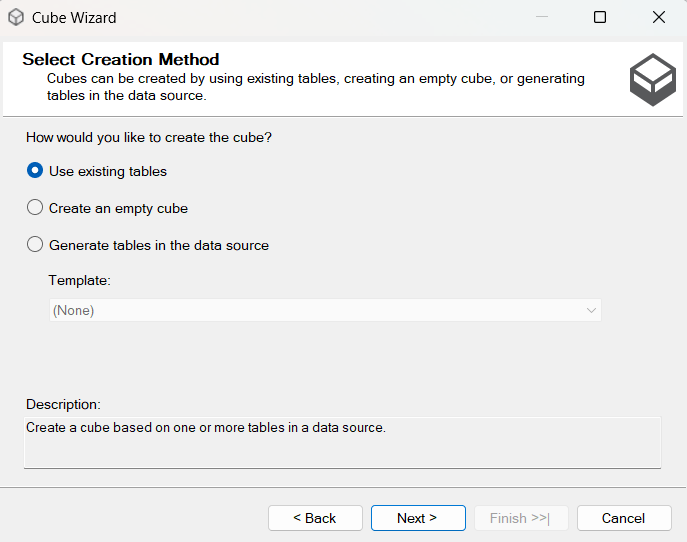 Cube Wizard
Select Creation Method
Cubes can be created by using existing tables, creating an empty cube, or generating
tables in the data source.
How would you like to create the cube?
Use existing tables
Create an empty cube
Generate tables in the data source
Template:
(None)
Description:
Create a cube based on one or more tables in a data source.
< Back
Next >
Finish >>|
Cancel